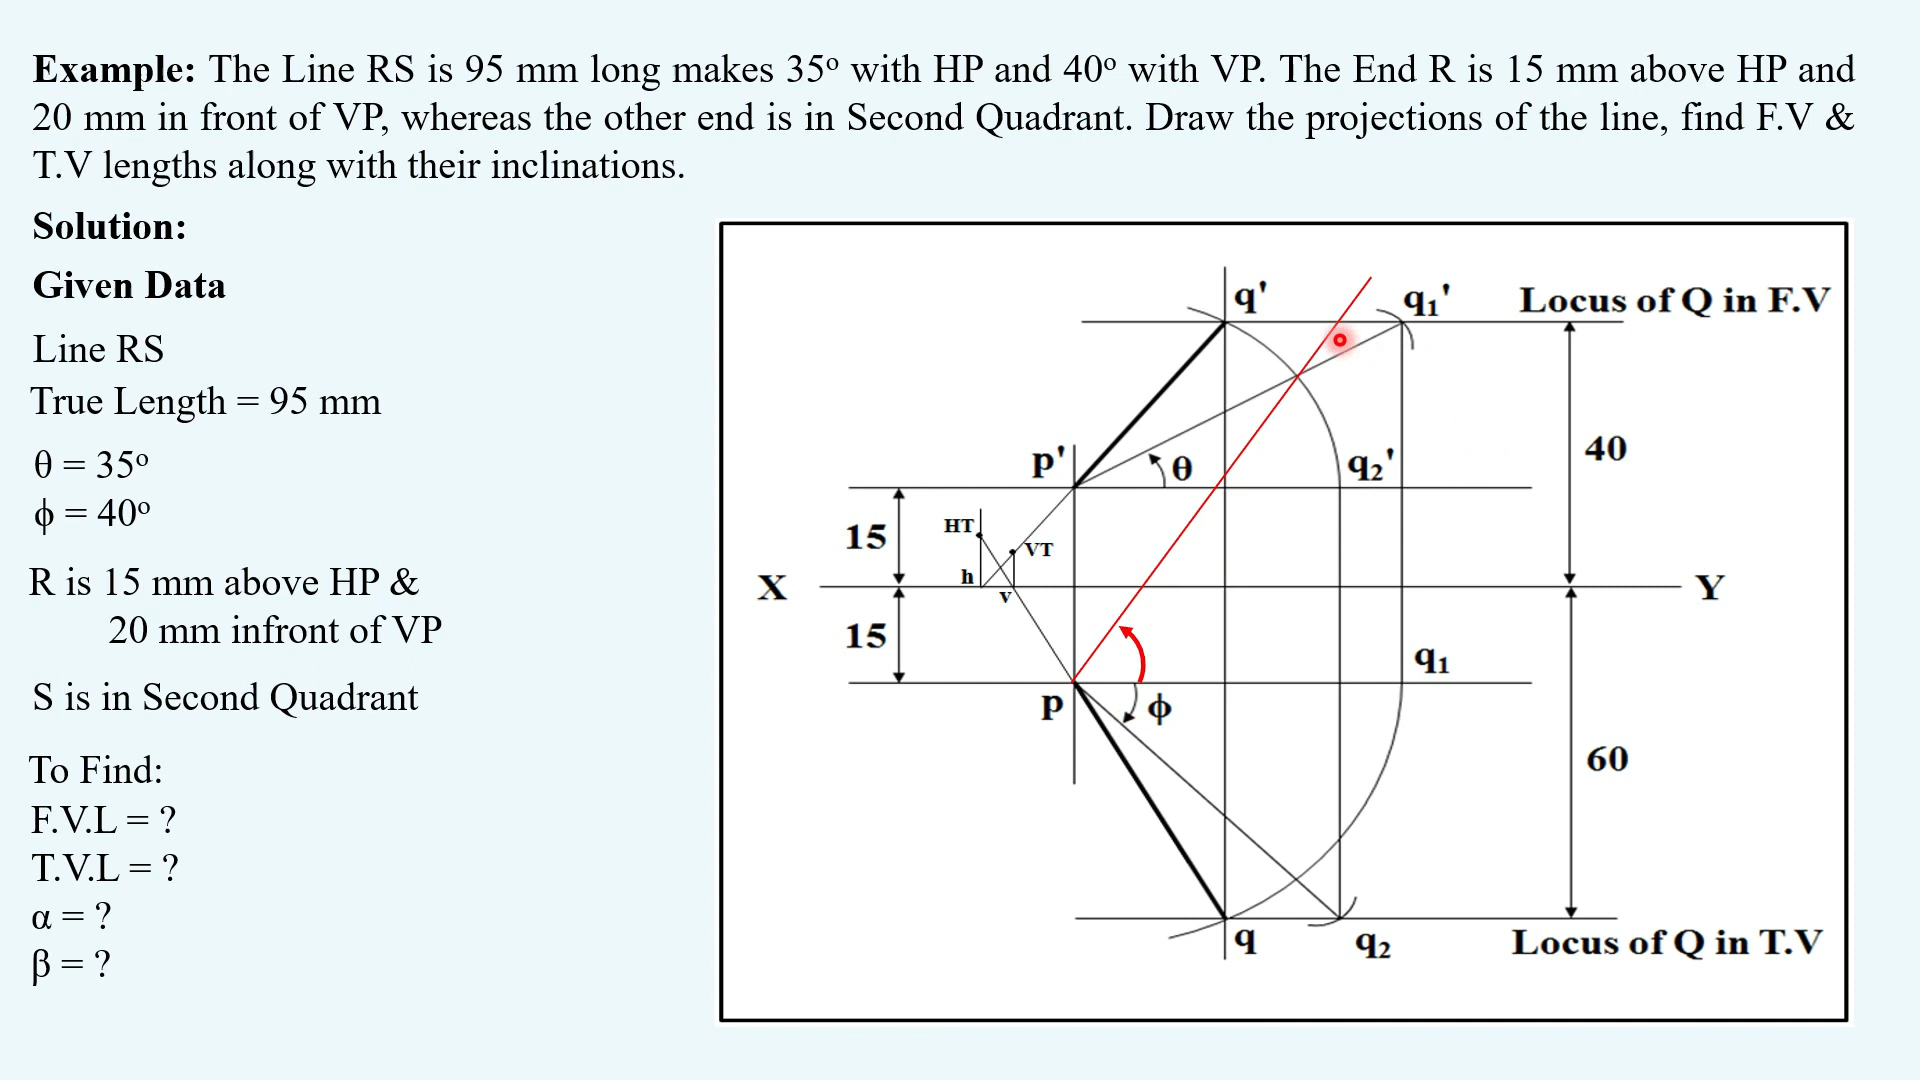 Example: The Line RS is 95 mm long makes 35º with HP and 40º with VP. The End R is 15 mm above HP and
20 mm in front of VP, whereas the other end is in Second Quadrant. Draw the projections of the line, find F.V &
T.V lengths along with their inclinations.
Solution:
Given Data
Line RS
True Length = 95 mm
θ = 35º
ϕ = 40º
R is 15 mm above HP &
20 mm infront of VP
S is in Second Quadrant
To Find:
F.V.L = ?
T.V.L = ?
α = ?
β = ?
q' q₁' Locus of Q in F.V
p' θ q₂' 40
15 HT VT
h
X v Y
15 q₁
p ϕ 60
q q₂ Locus of Q in T.V